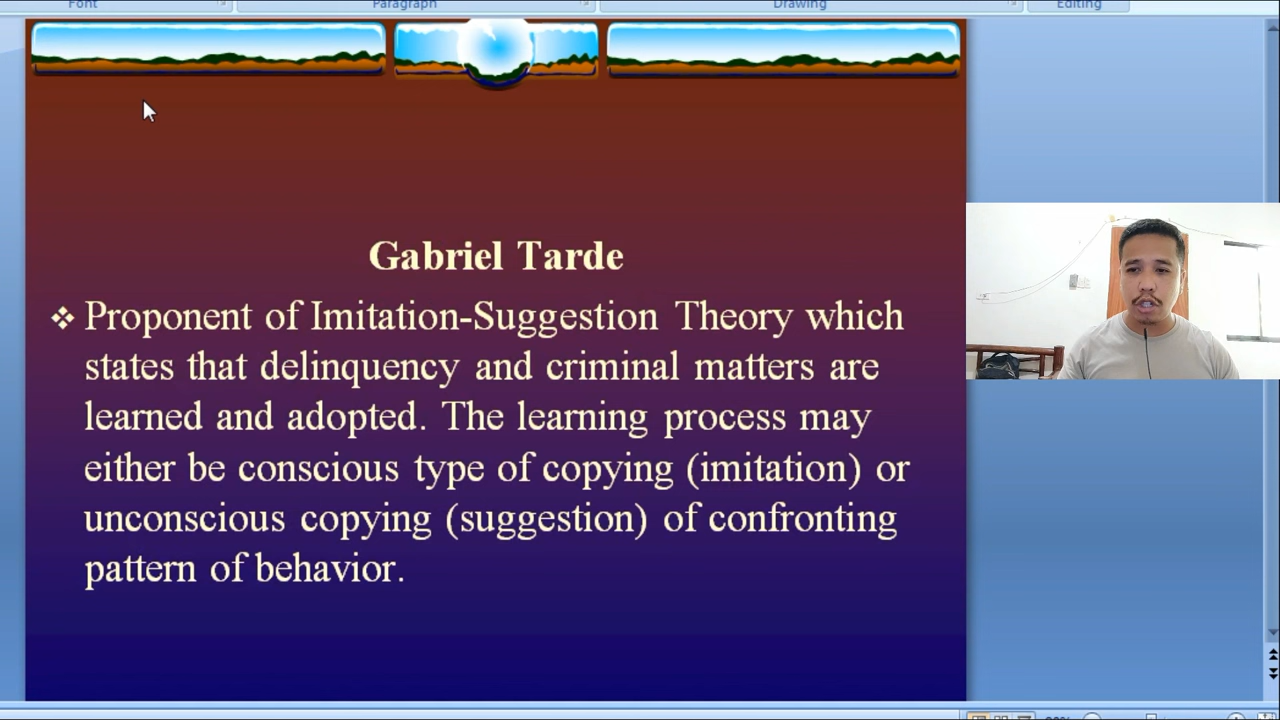 Font Paragraph Drawing Editing
Gabriel Tarde
❖ Proponent of Imitation-Suggestion Theory which
states that delinquency and criminal matters are
learned and adopted. The learning process may
either be conscious type of copying (imitation) or
unconscious copying (suggestion) of confronting
pattern of behavior.